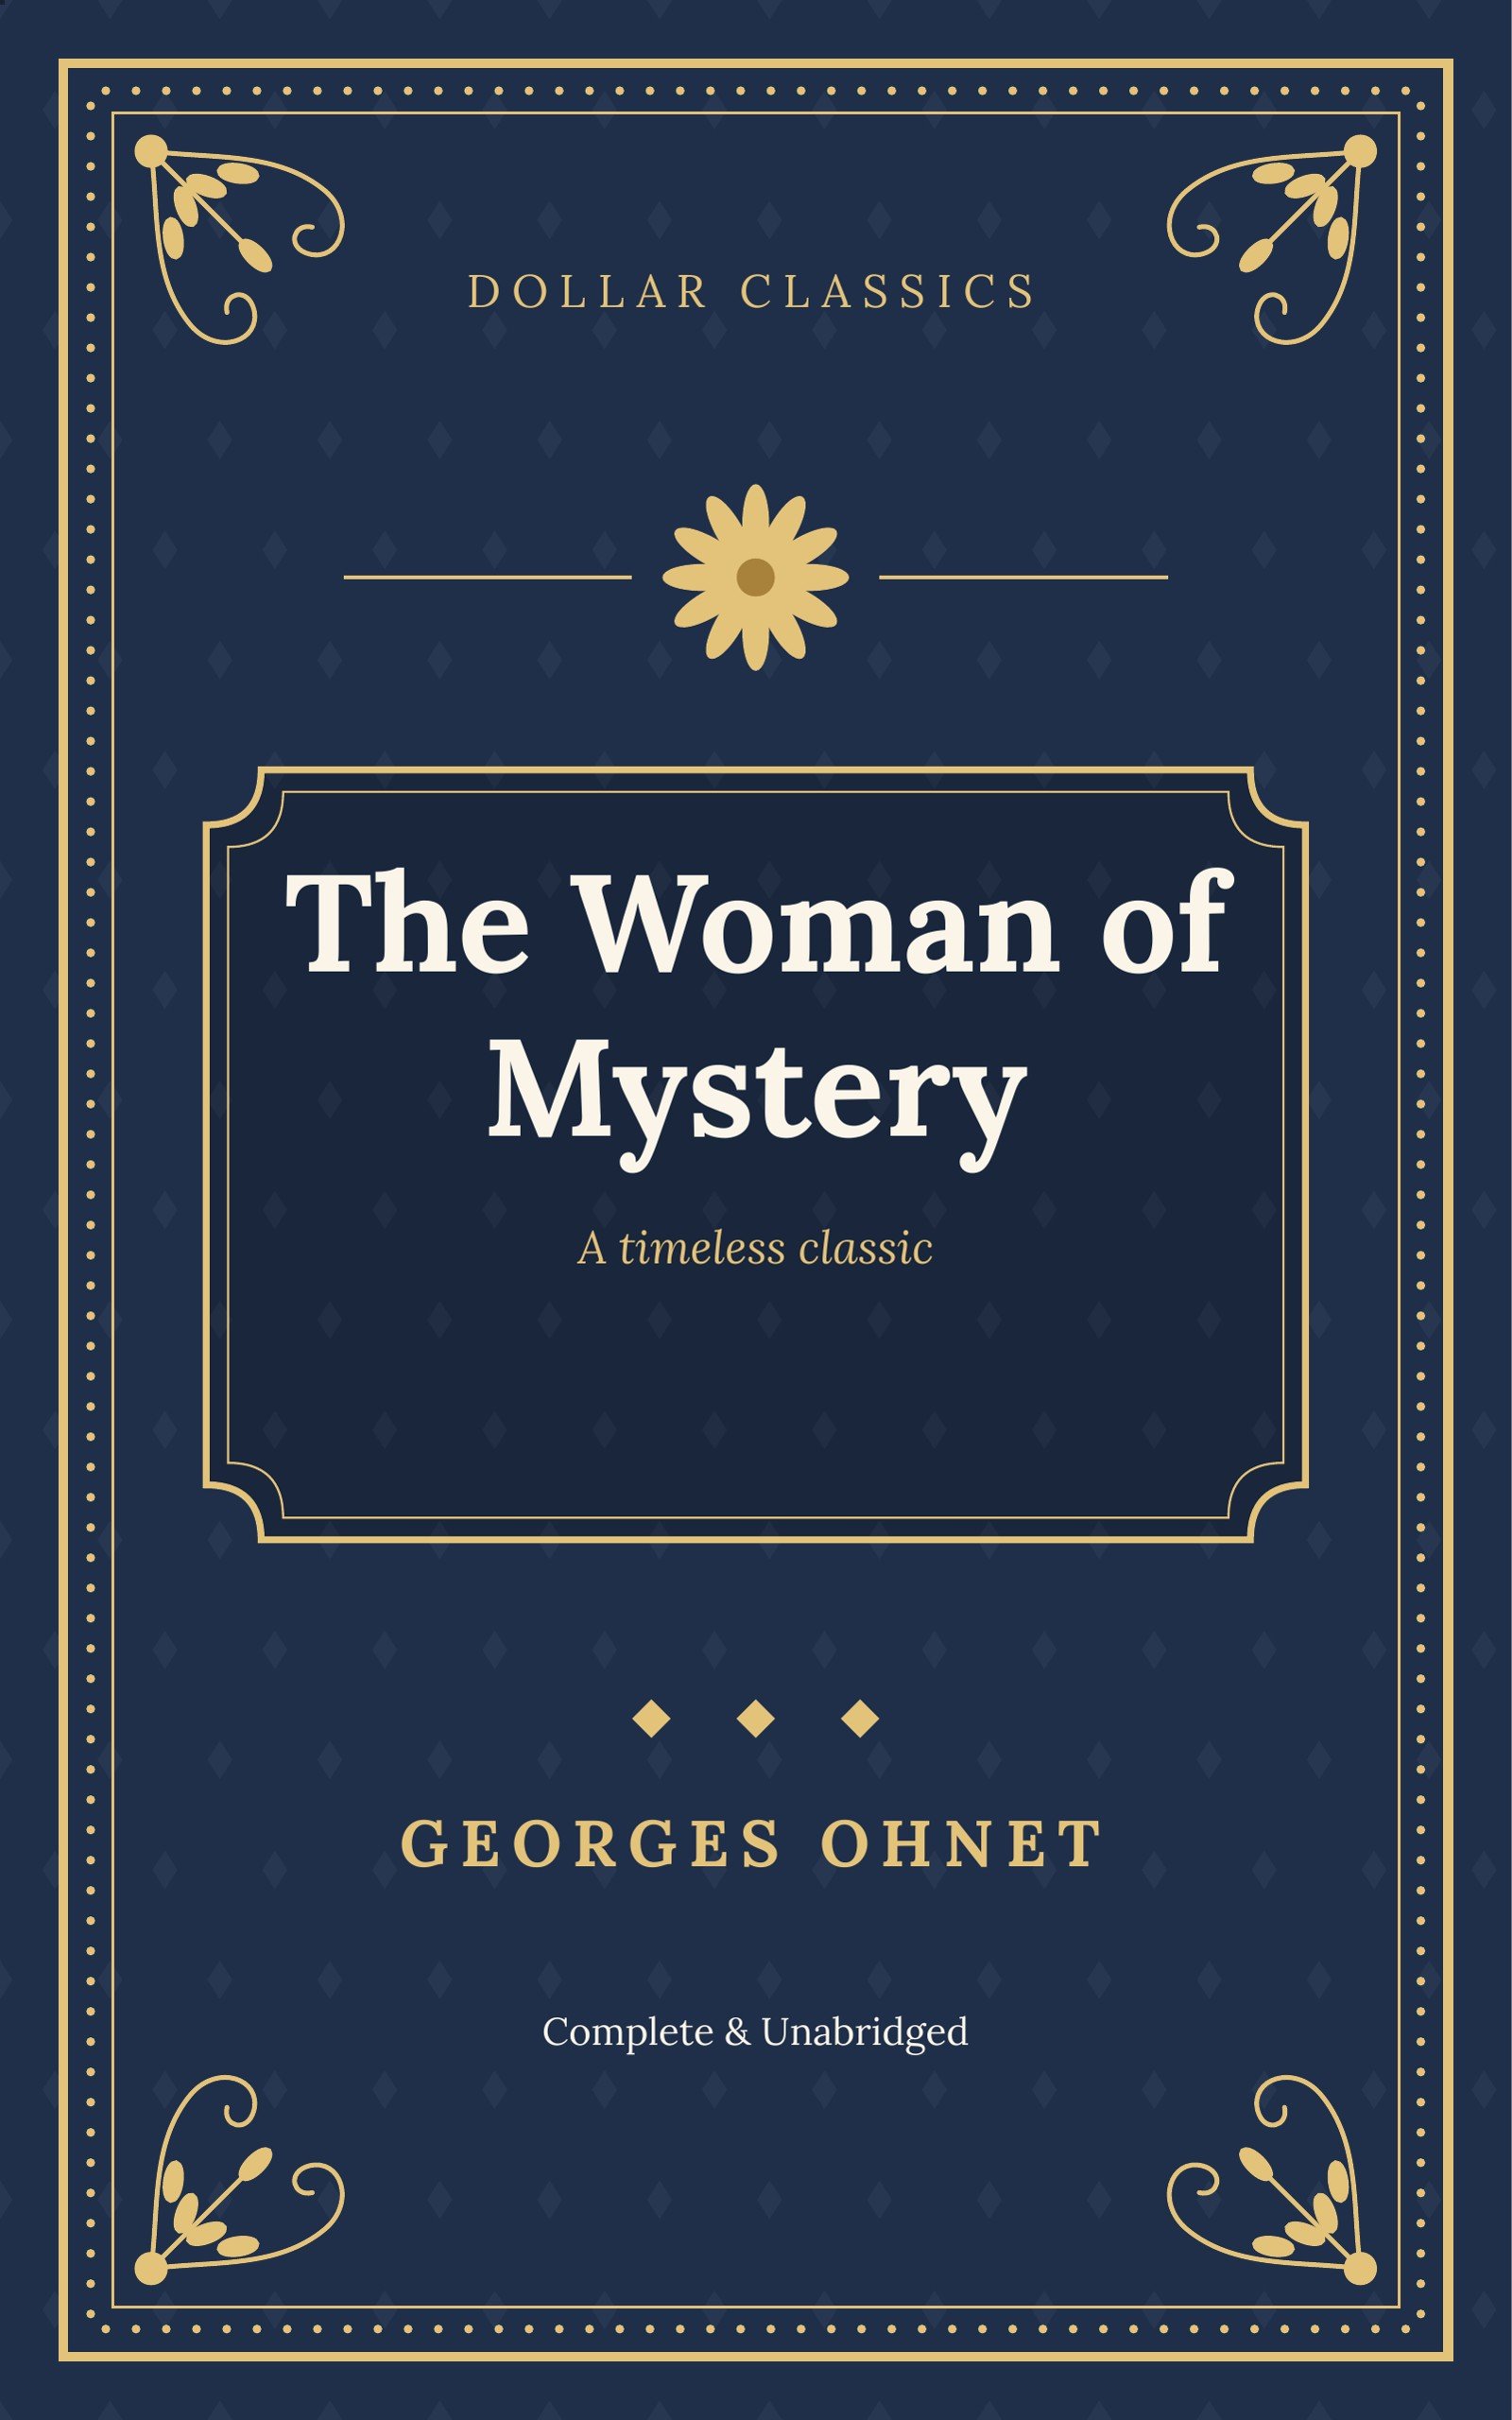 DOLLAR CLASSICS
The Woman of
Mystery
A timeless classic
GEORGES OHNET
Complete & Unabridged